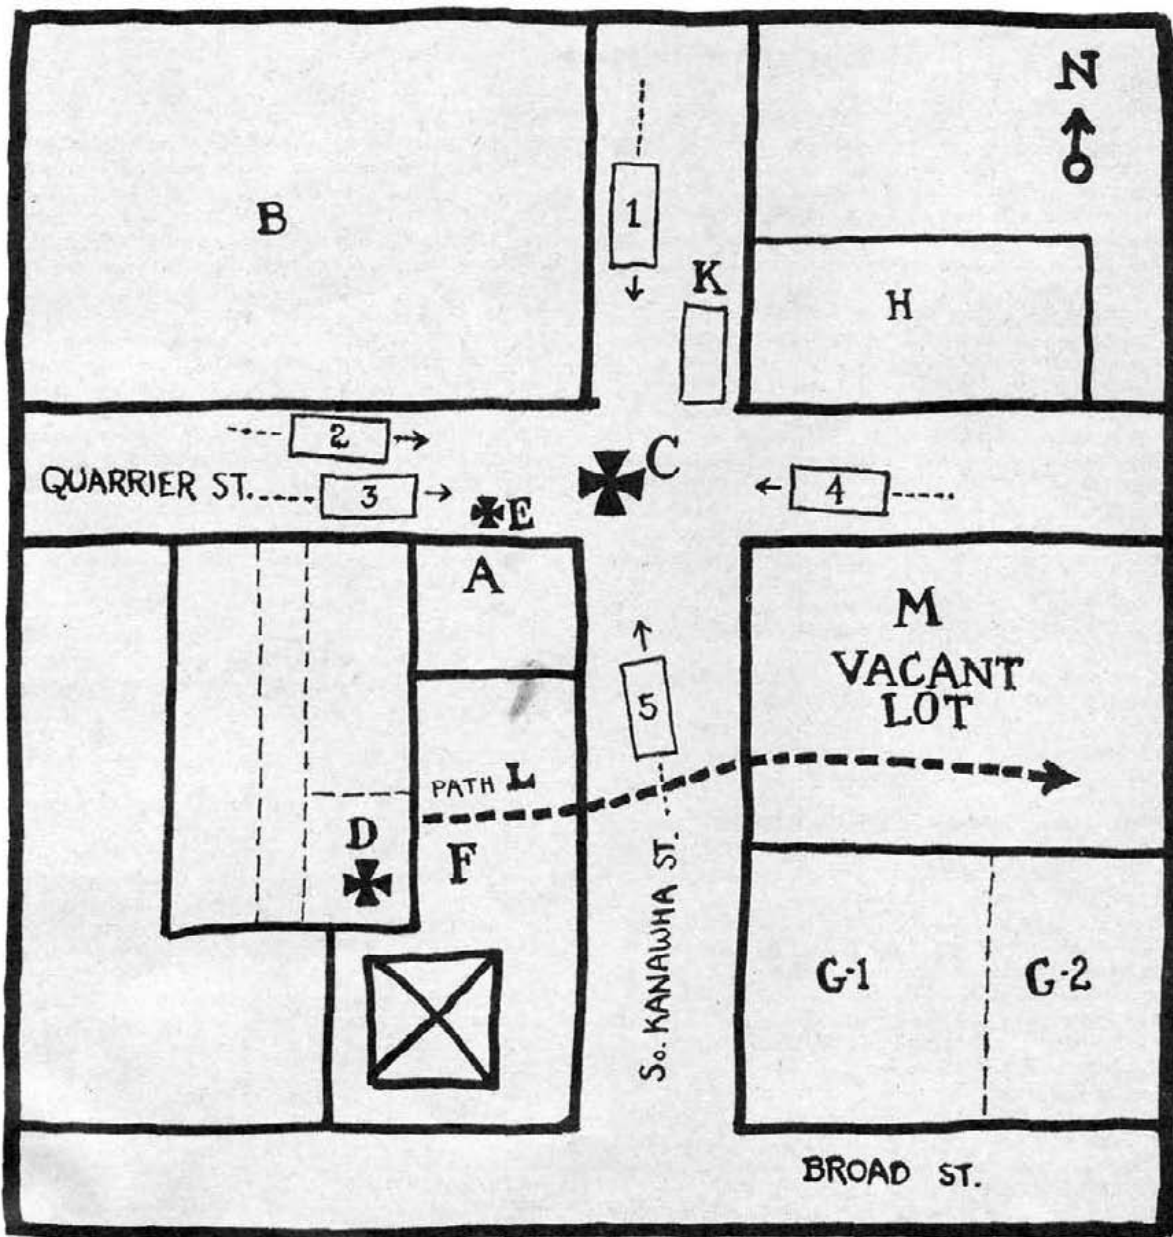 N
B
1
K
H
2
C
QUARRIER ST.
3
E
4
A
M
VACANT
LOT
5
PATH L
D
F
So. KANAWHA ST.
G-1
G-2
BROAD ST.